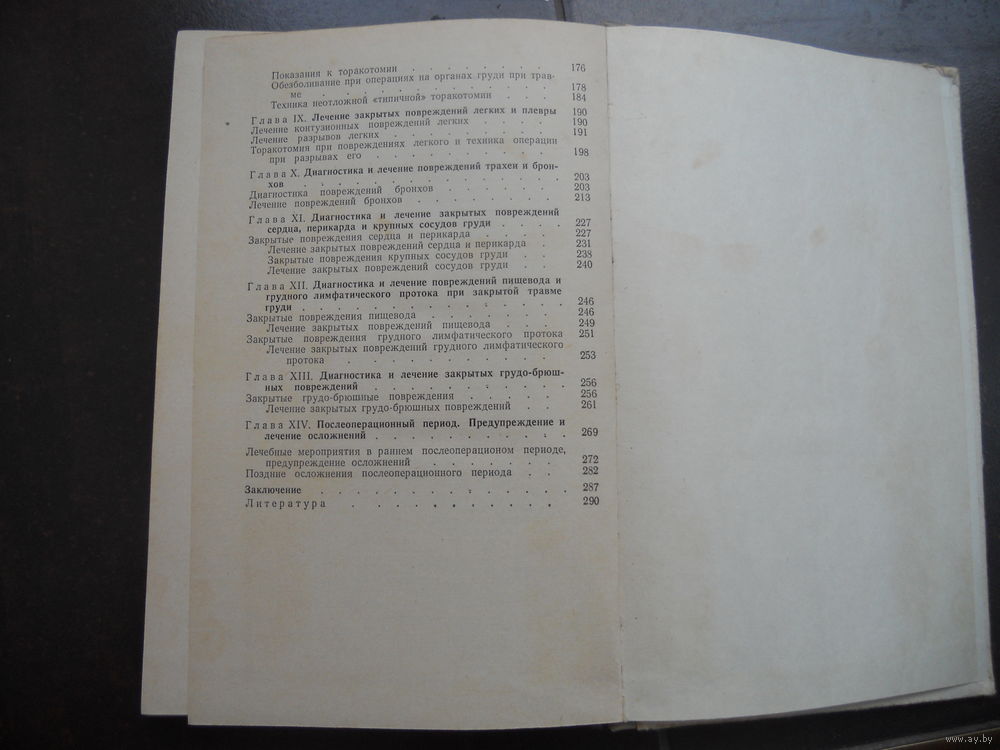 Показания к торакотомии . . . . . . . . 176
Обезболивание при операциях на органах груди при трав-
ме . . . . . . . . . . . . 178
Техника неотложной «типичной» торакотомии . . . 184
Глава IX. Лечение закрытых повреждений легких и плевры 190
Лечение контузионных повреждений легких . . . . 190
Лечение разрывов легких . . . . . . . . . 191
Торакотомия при повреждениях легкого и техника операции
при разрывах его . . . . . . . . . . 198
Глава X. Диагностика и лечение повреждений трахеи и брон-
хов . . . . . . . . . . . . . 203
Диагностика повреждений бронхов . . . . . . 203
Лечение повреждений бронхов . . . . . . . 213
Глава XI. Диагностика и лечение закрытых повреждений
сердца, перикарда и крупных сосудов груди . . . . 227
Закрытые повреждения сердца и перикарда . . . . . 227
Лечение закрытых повреждений сердца и перикарда . 231
Закрытые повреждения крупных сосудов груди . . 238
Лечение закрытых повреждений сосудов груди . . 240
Глава XII. Диагностика и лечение повреждений пищевода и
грудного лимфатического протока при закрытой травме
груди . . . . . . . . . . . . . 246
Закрытые повреждения пищевода . . . . . . . 246
Лечение закрытых повреждений пищевода . . . 249
Закрытые повреждения грудного лимфатического протока 251
Лечение закрытых повреждений грудного лимфатического
протока . . . . . . . . . . . 253
Глава XIII. Диагностика и лечение закрытых грудо-брюш-
ных повреждений . . . . . . . . . . 256
Закрытые грудо-брюшные повреждения . . . . . 256
Лечение закрытых грудо-брюшных повреждений . . 261
Глава XIV. Послеоперационный период. Предупреждение и
лечение осложнений . . . . . . . . . . 269
Лечебные мероприятия в раннем послеоперационом периоде,
предупреждение осложнений . . . . . . . 272
Поздние осложнения послеоперационного периода . . 282
Заключение . . . . . . . . . . . . . 287
Литература . . . . . . . . . . 290
www.ay.by